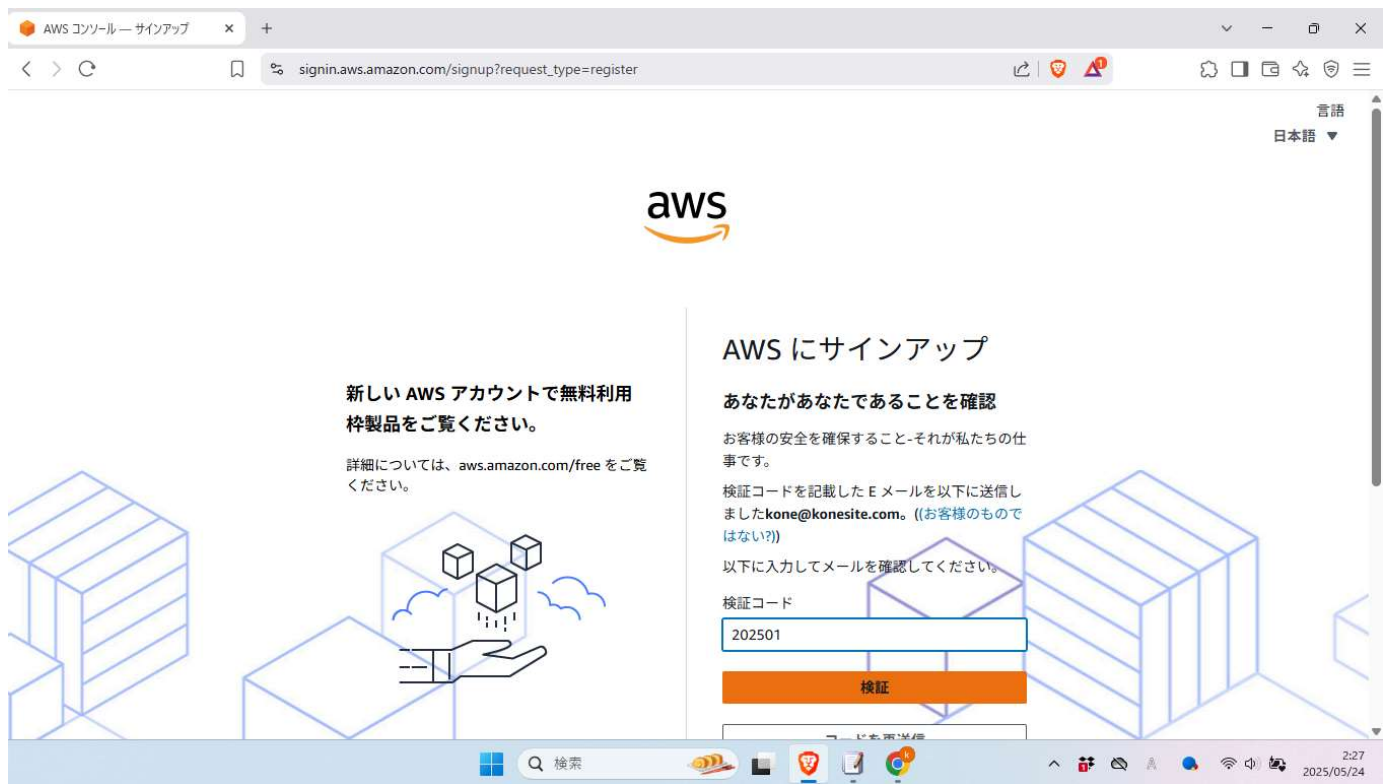 AWS コンソール — サインアップ
signin.aws.amazon.com/signup?request_type=register
1
言語
日本語 ▼
aws
新しい AWS アカウントで無料利用
枠製品をご覧ください。
詳細については、aws.amazon.com/free をご覧
ください。
AWS にサインアップ
あなたがあなたであることを確認
お客様の安全を確保すること-それが私たちの仕
事です。
検証コードを記載した E メールを以下に送信し
ましたkone@konesite.com。((お客様のもので
はない?))
以下に入力してメールを確認してください。
検証コード
202501
検証
コードを再送信
検索
k
2:27
2025/05/24